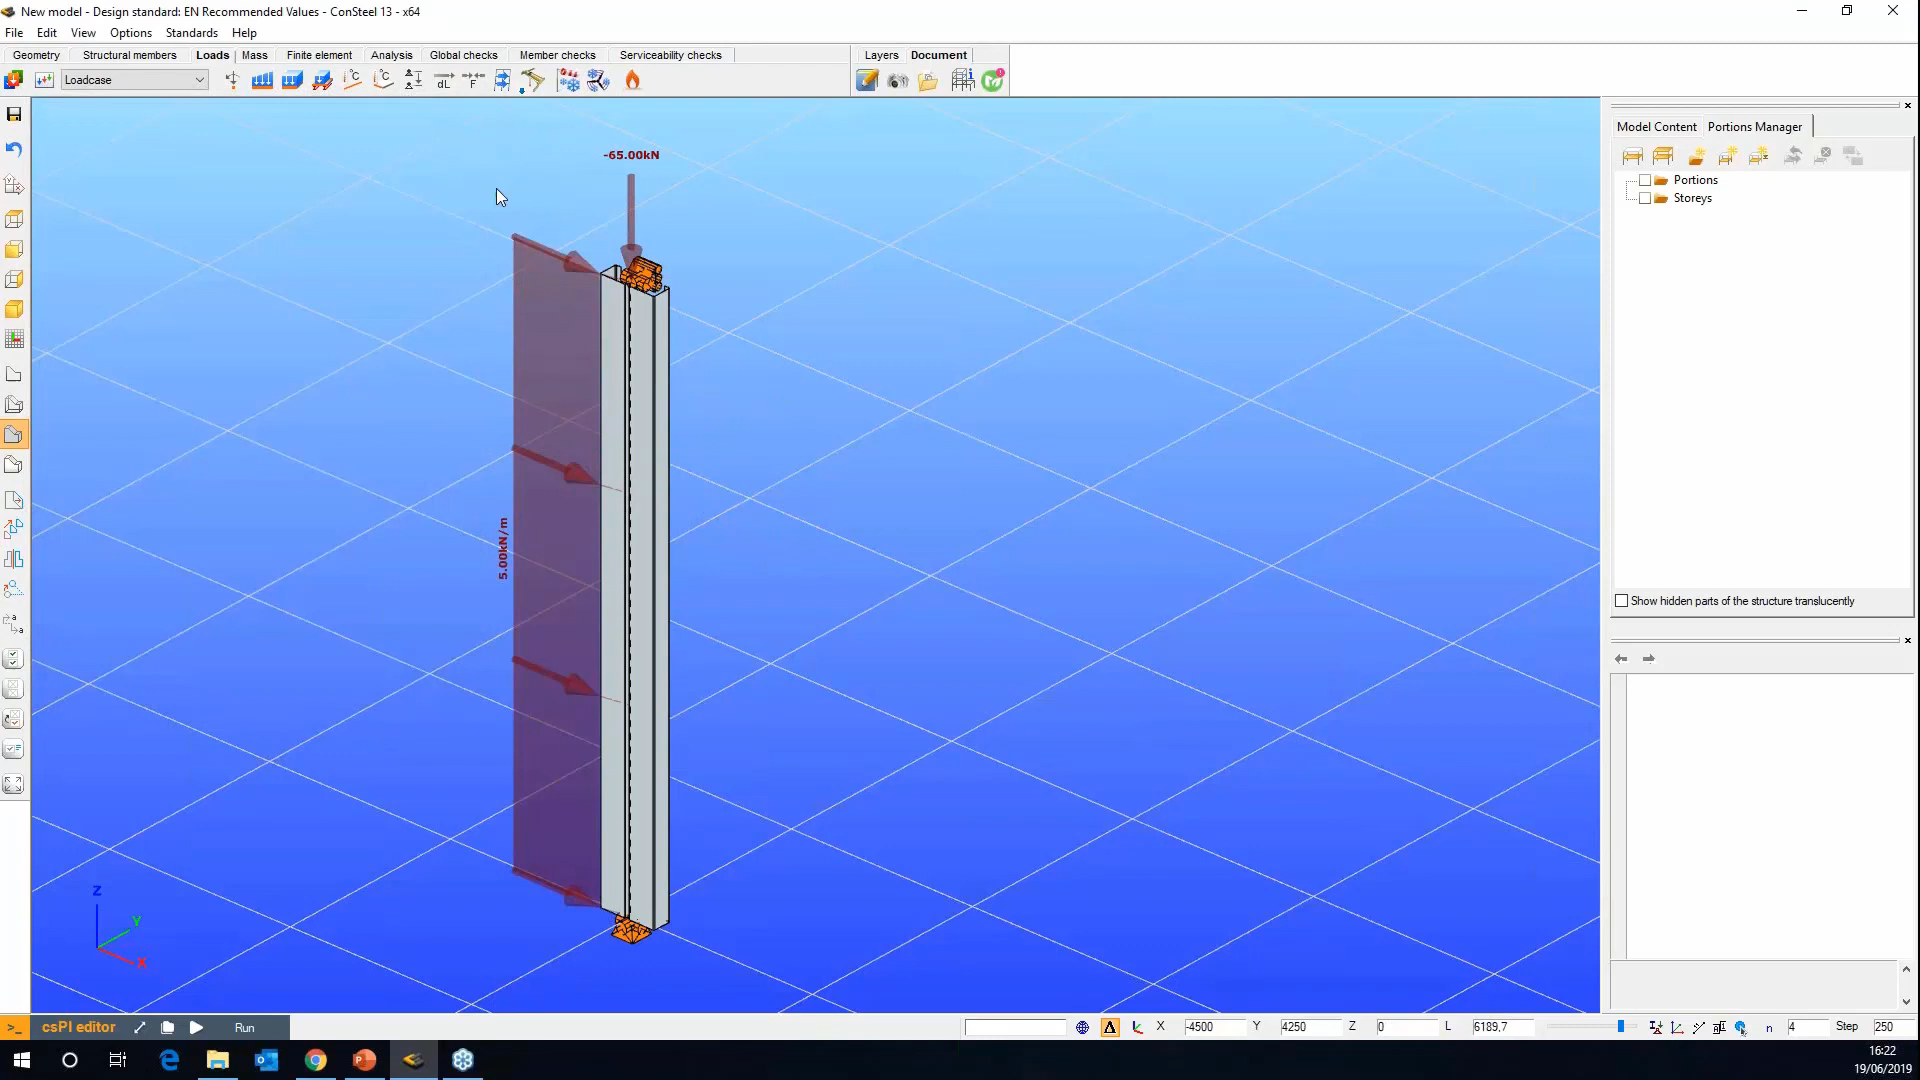 New model - Design standard: EN Recommended Values - ConSteel 13 - x64
File Edit View Options Standards Help
Geometry Structural members Loads Mass Finite element Analysis Global checks Member checks Serviceability checks Layers Document
Loadcase
Model Content Portions Manager
Portions
Storeys
-65.00kN
5.00kN/m
Show hidden parts of the structure translucently
Z
Y
X
>_ csPI editor Run
X -4500 Y 4250 Z 0 L 6189,7 n 4 Step 250
16:22
19/06/2019